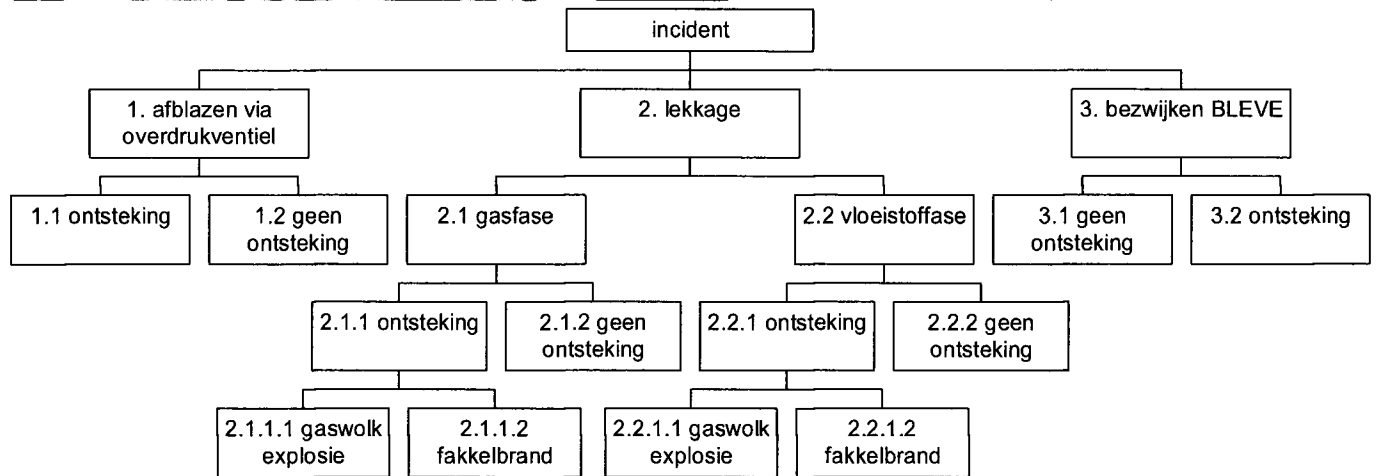 incident
1. afblazen via
overdrukventiel
2. lekkage
3. bezwijken BLEVE
1.1 ontsteking
1.2 geen
ontsteking
2.1 gasfase
2.2 vloeistoffase
3.1 geen
ontsteking
3.2 ontsteking
2.1.1 ontsteking
2.1.2 geen
ontsteking
2.2.1 ontsteking
2.2.2 geen
ontsteking
2.1.1.1 gaswolk
explosie
2.1.1.2
fakkelbrand
2.2.1.1 gaswolk
explosie
2.2.1.2
fakkelbrand